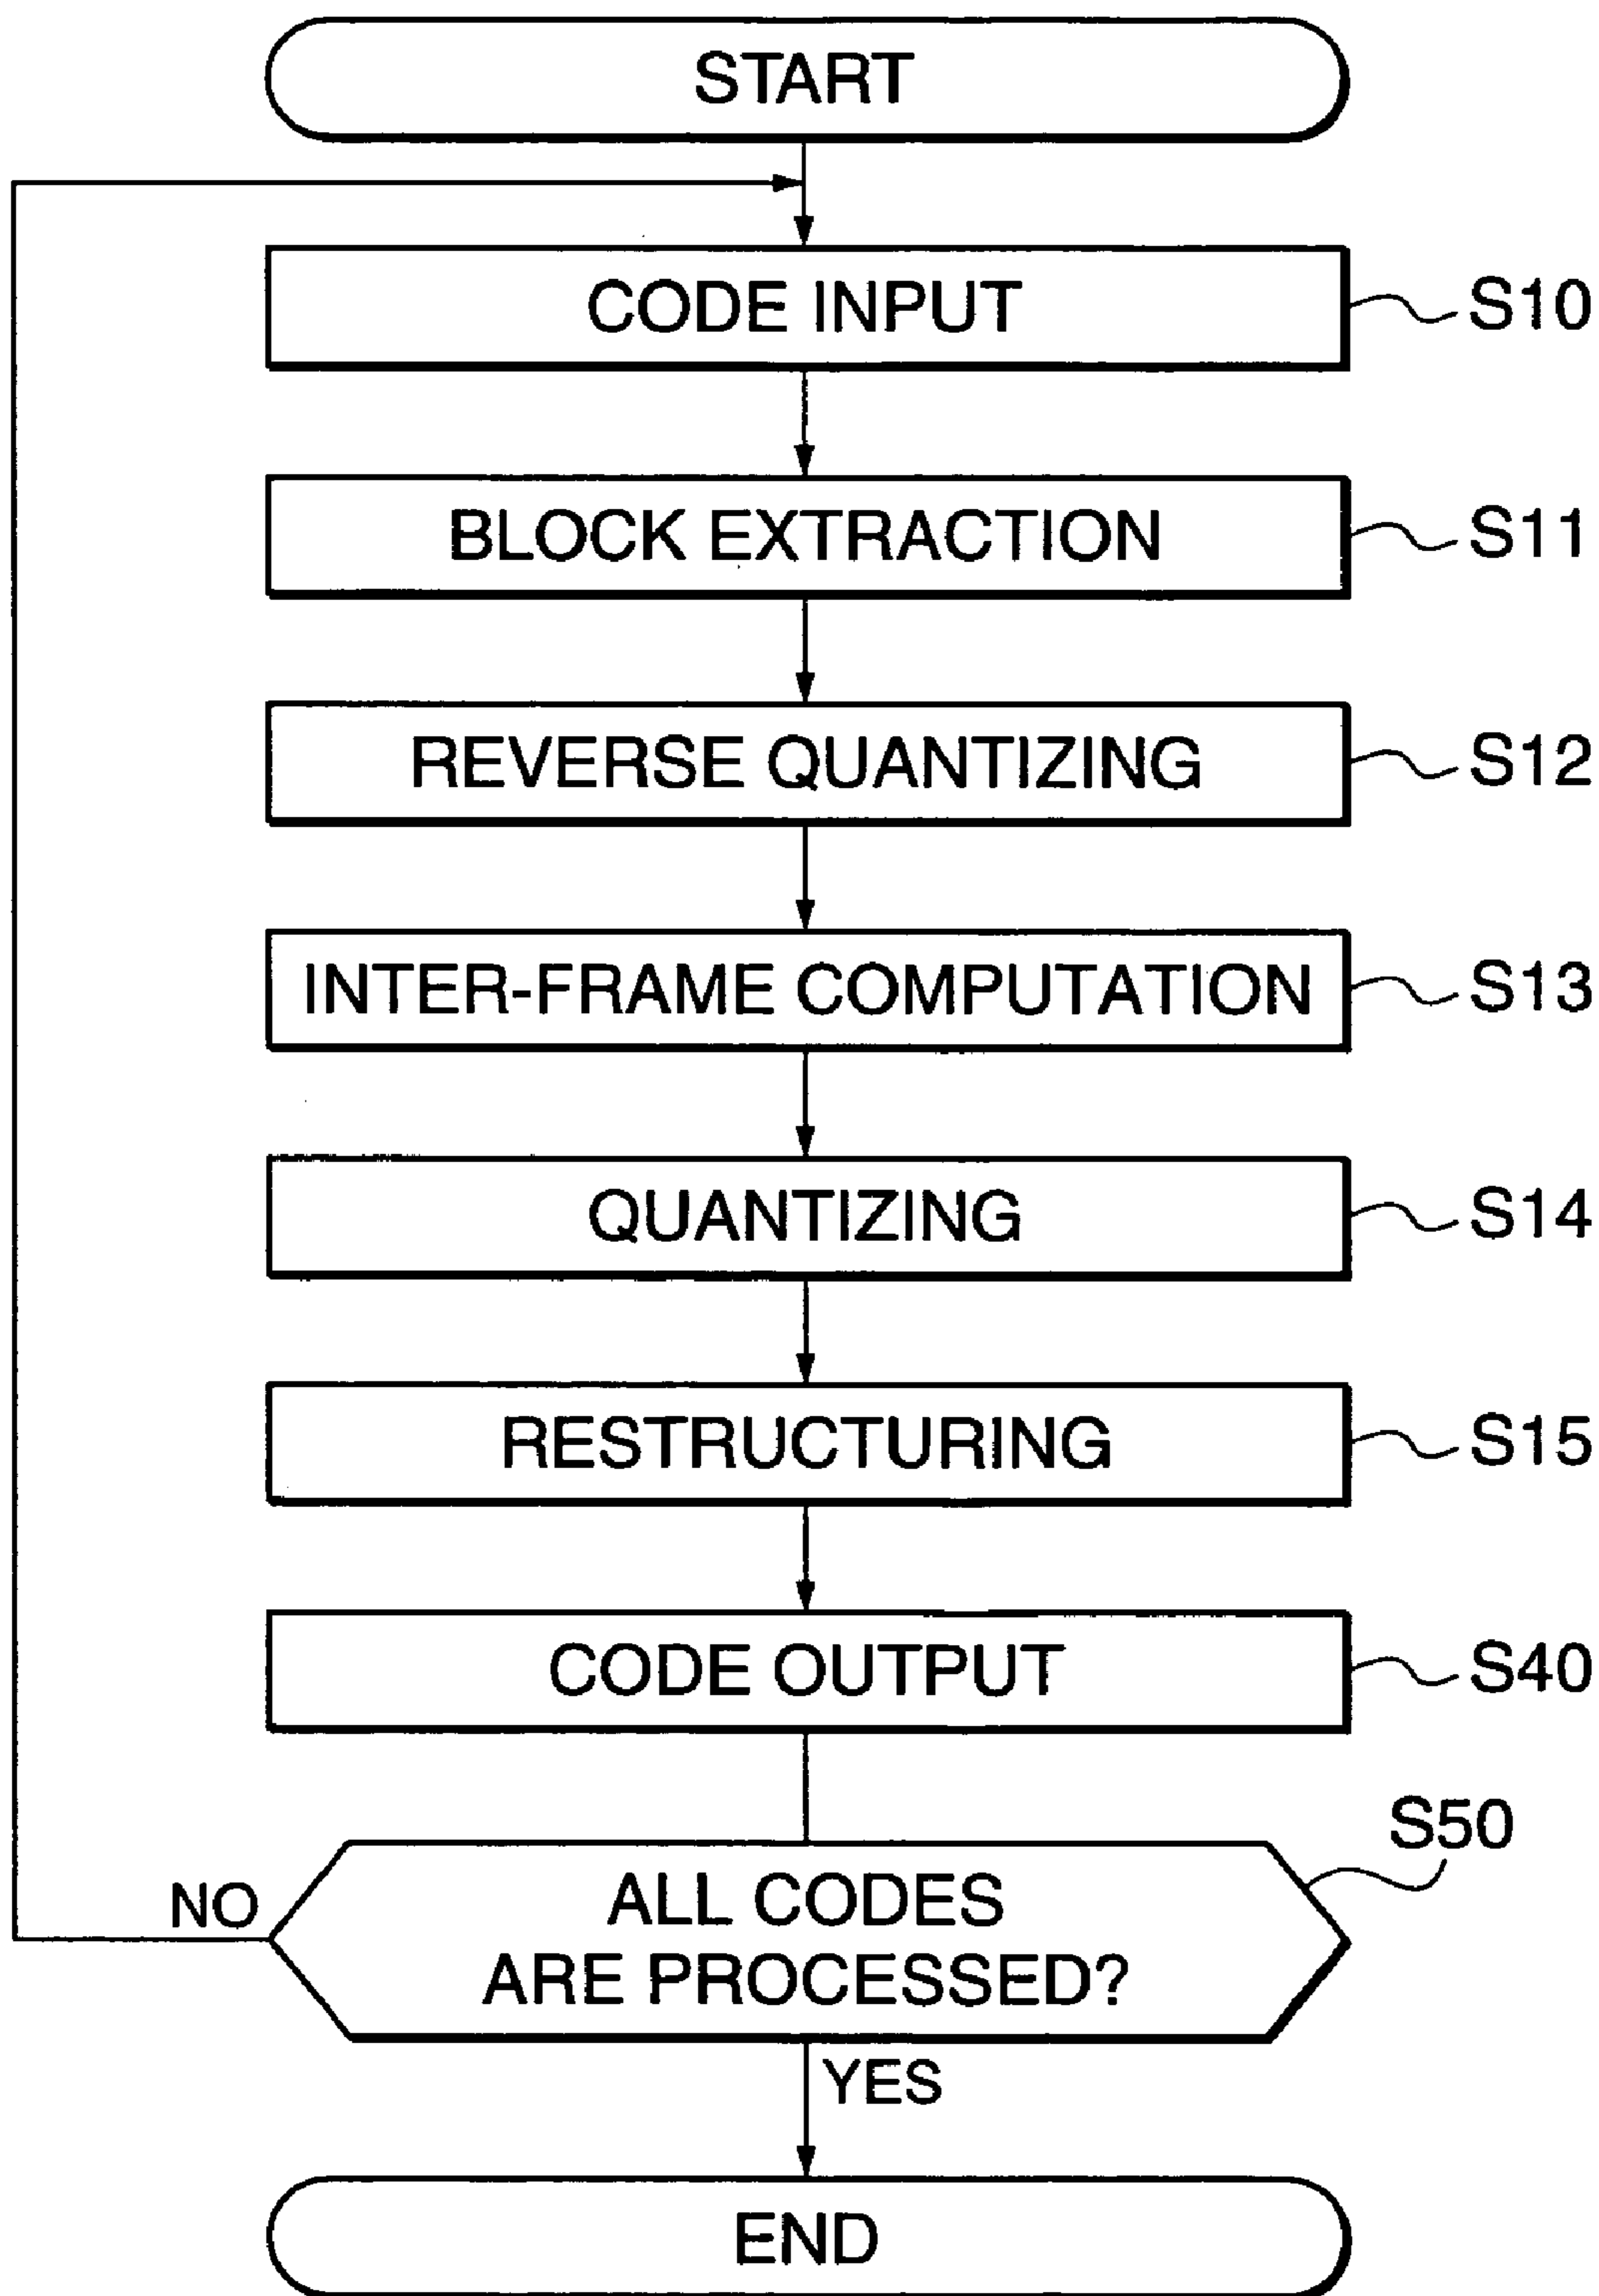 START
CODE INPUT S10
BLOCK EXTRACTION S11
REVERSE QUANTIZING S12
INTER-FRAME COMPUTATION S13
QUANTIZING S14
RESTRUCTURING S15
CODE OUTPUT S40
S50
NO
ALL CODES
ARE PROCESSED?
YES
END